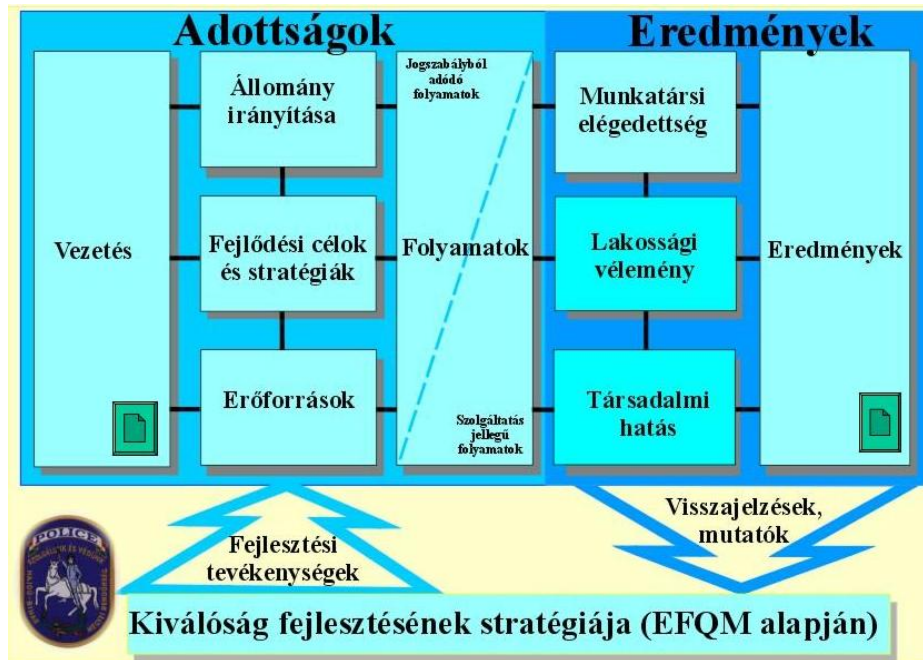 Adottságok
Eredmények
Vezetés
Állomány
irányítása
Fejlődési célok
és stratégiák
Erőforrások
Jogszabályból
adódó
folyamatok
Folyamatok
Szolgáltatás
jellegű
folyamatok
Munkatársi
elégedettség
Lakossági
vélemény
Társadalmi
hatás
Eredmények
Fejlesztési
tevékenységek
Visszajelzések,
mutatók
POLICE
Kiválóság fejlesztésének stratégiája (EFQM alapján)